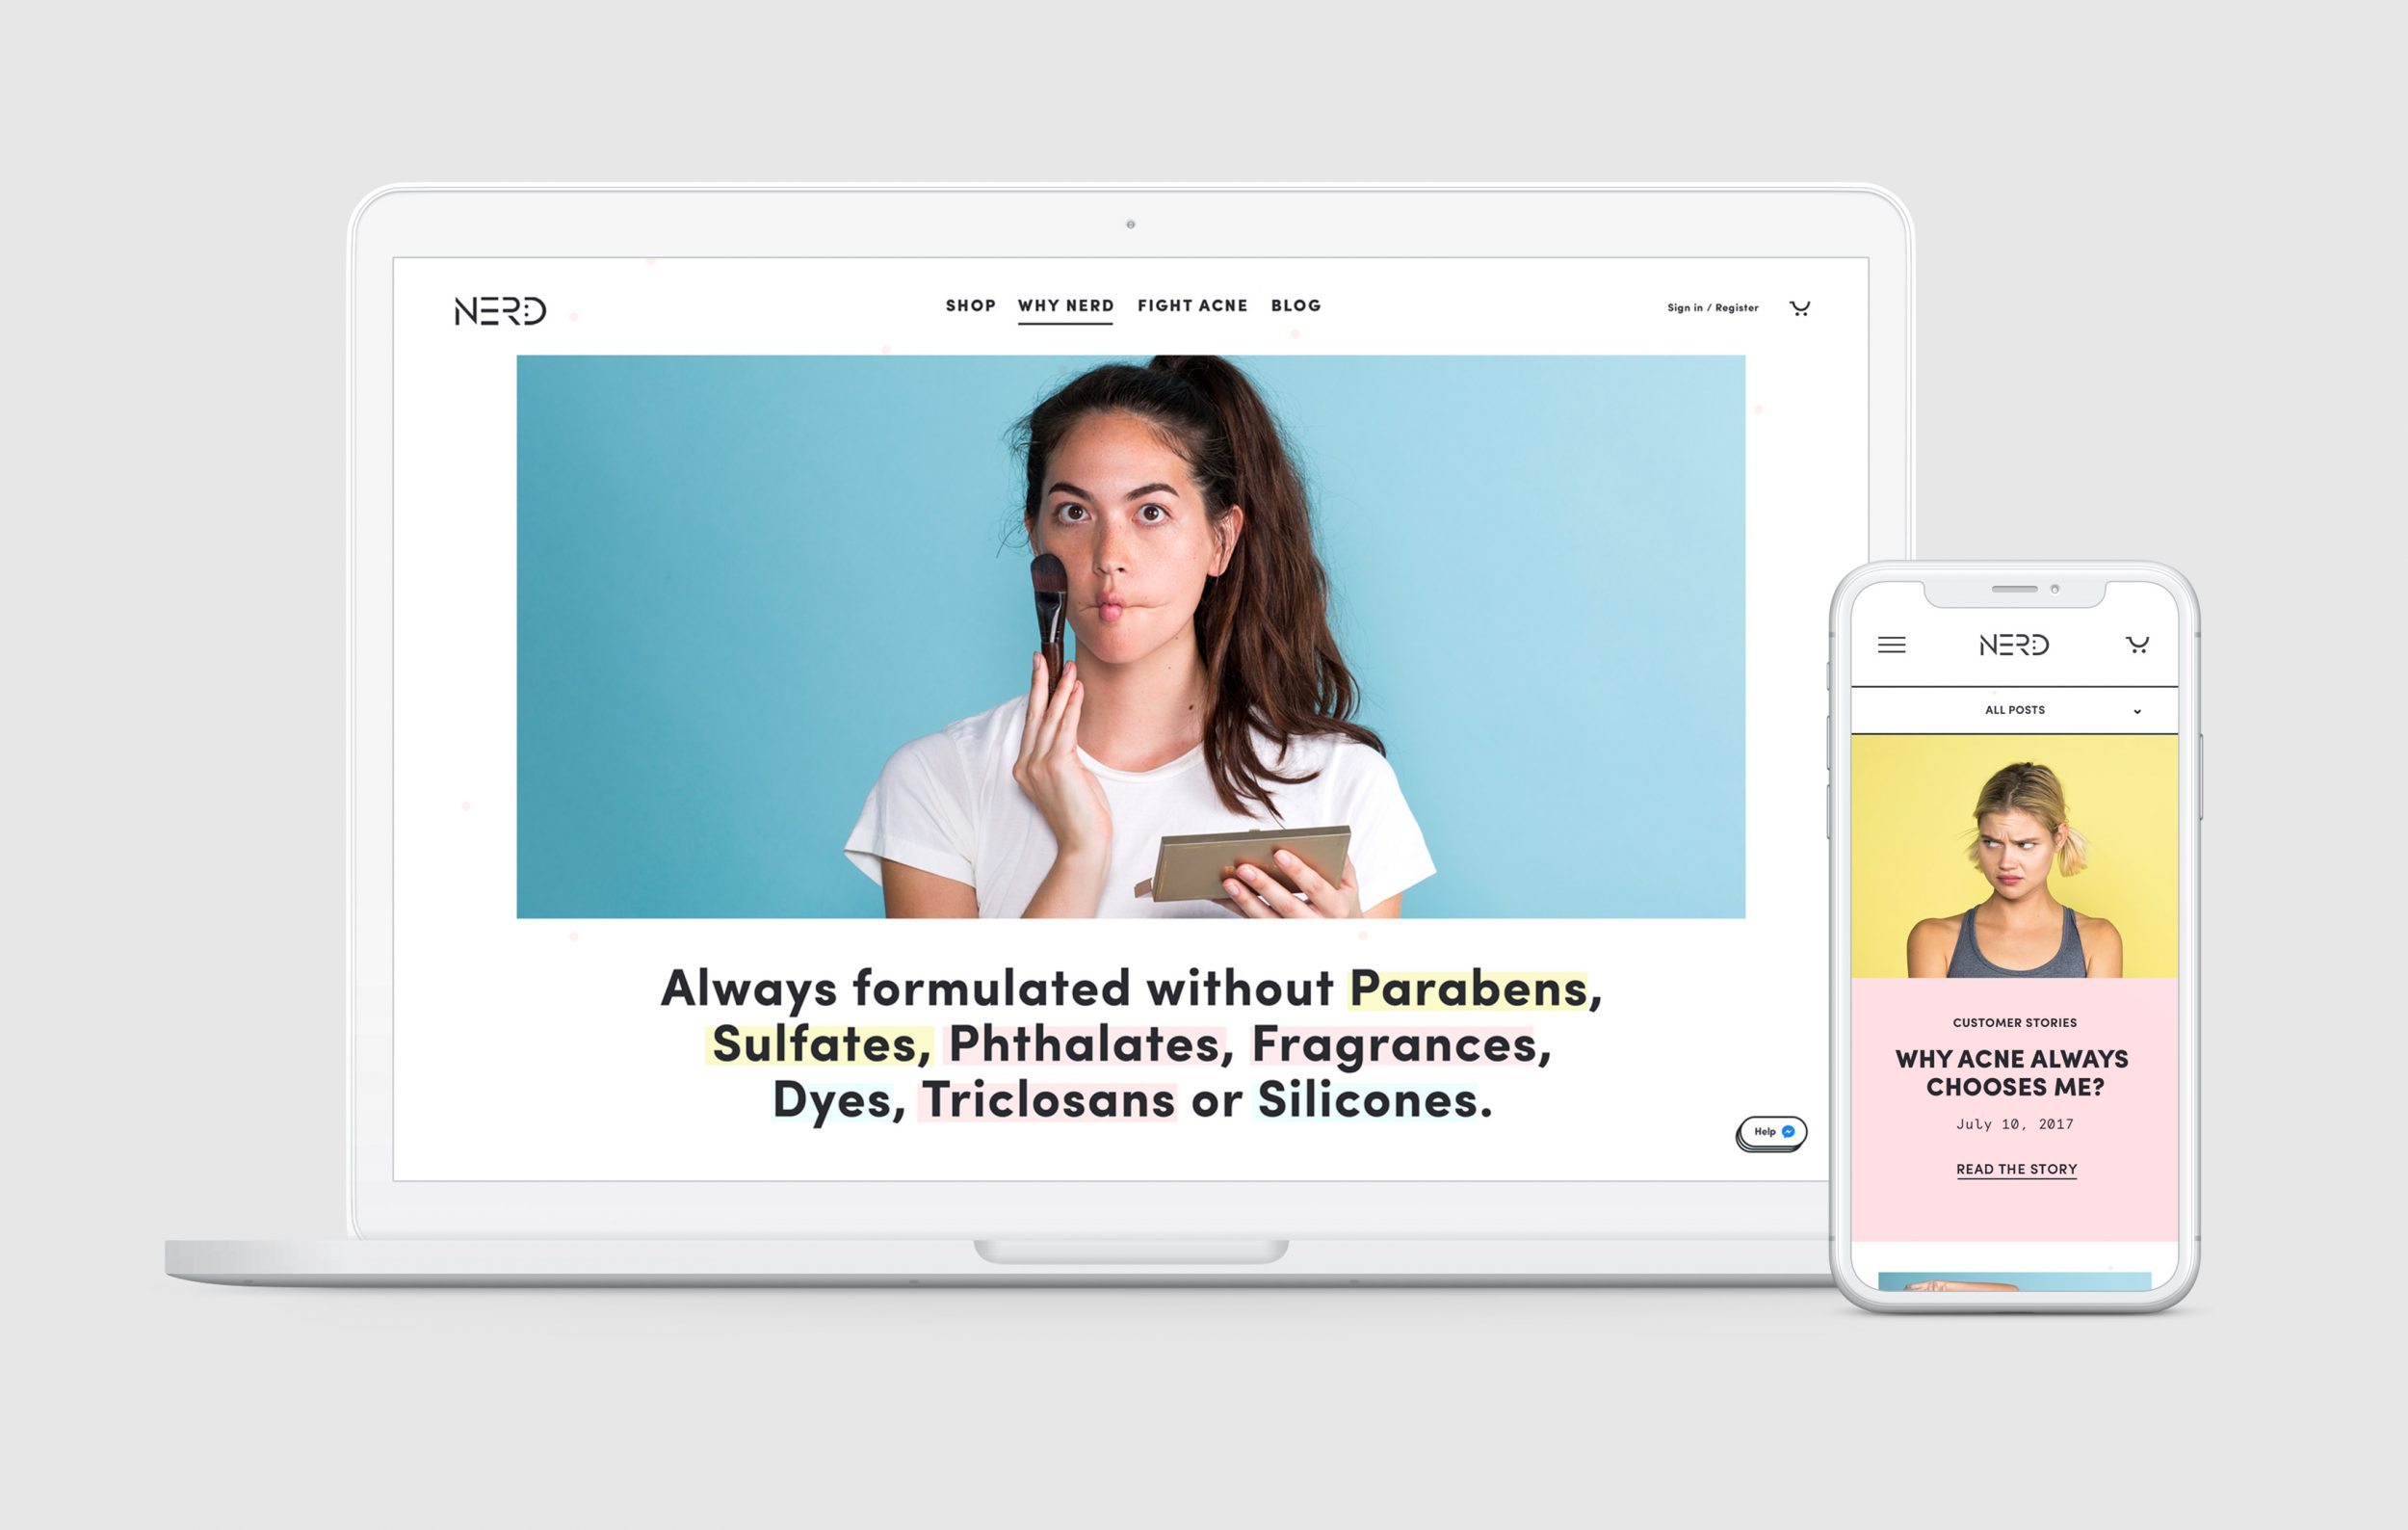 NERD
SHOP WHY NERD FIGHT ACNE BLOG
Sign in / Register
Always formulated without Parabens,
Sulfates, Phthalates, Fragrances,
Dyes, Triclosans or Silicones.
Help
NERD
ALL POSTS
CUSTOMER STORIES
WHY ACNE ALWAYS
CHOOSES ME?
July 10, 2017
READ THE STORY